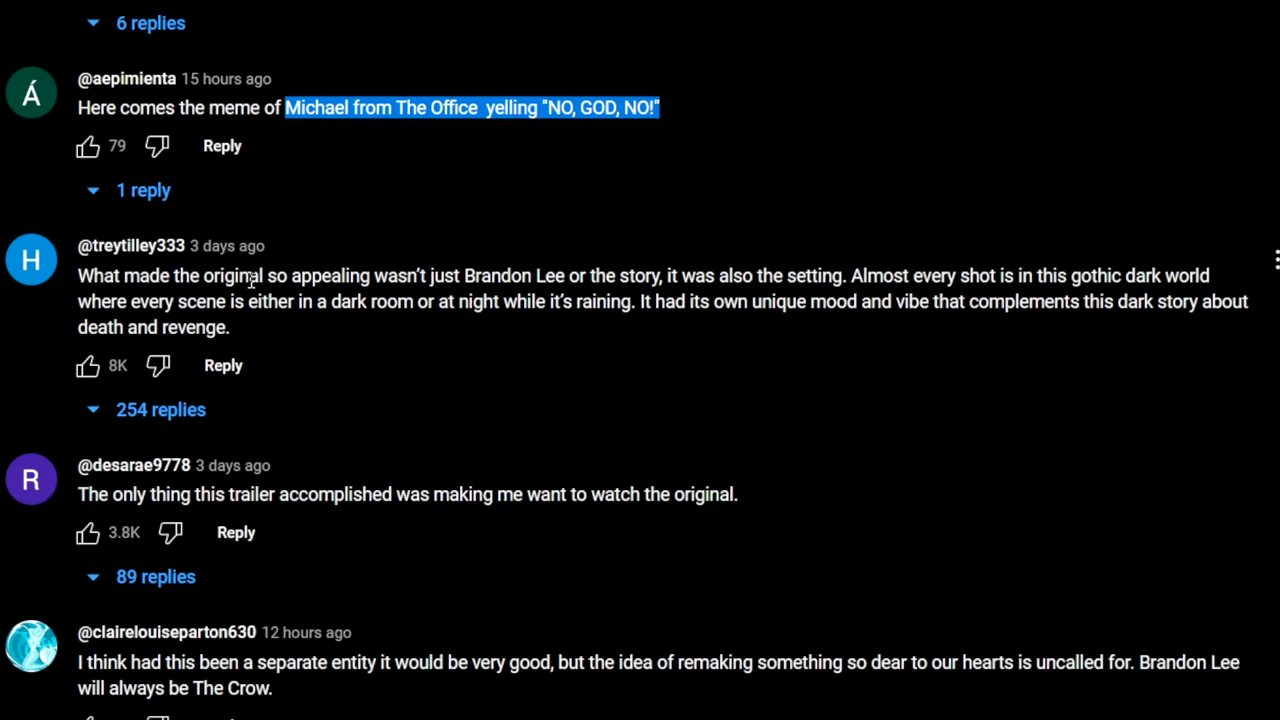 6 replies
Á
@aepimienta 15 hours ago
Here comes the meme of Michael from The Office  yelling "NO, GOD, NO!"
79 Reply
1 reply
H
@treytilley333 3 days ago
What made the original so appealing wasn't just Brandon Lee or the story, it was also the setting. Almost every shot is in this gothic dark world
where every scene is either in a dark room or at night while it's raining. It had its own unique mood and vibe that complements this dark story about
death and revenge.
8K Reply
254 replies
R
@desarae9778 3 days ago
The only thing this trailer accomplished was making me want to watch the original.
3.8K Reply
89 replies
@clairelouiseparton630 12 hours ago
I think had this been a separate entity it would be very good, but the idea of remaking something so dear to our hearts is uncalled for. Brandon Lee
will always be The Crow.